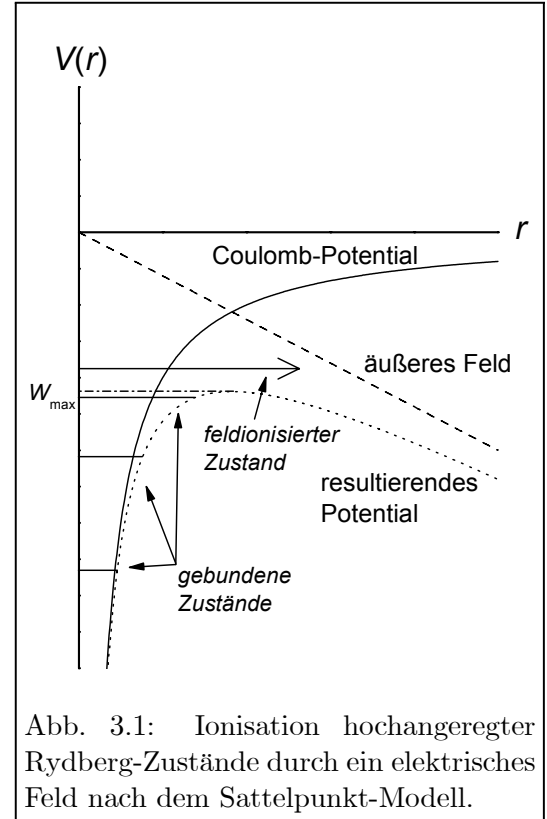 V(r)
r
Coulomb-Potential
äußeres Feld
W max
feldionisierter
Zustand
resultierendes
Potential
gebundene
Zustände
Abb. 3.1: Ionisation hochangeregter
Rydberg-Zustände durch ein elektrisches
Feld nach dem Sattelpunkt-Modell.